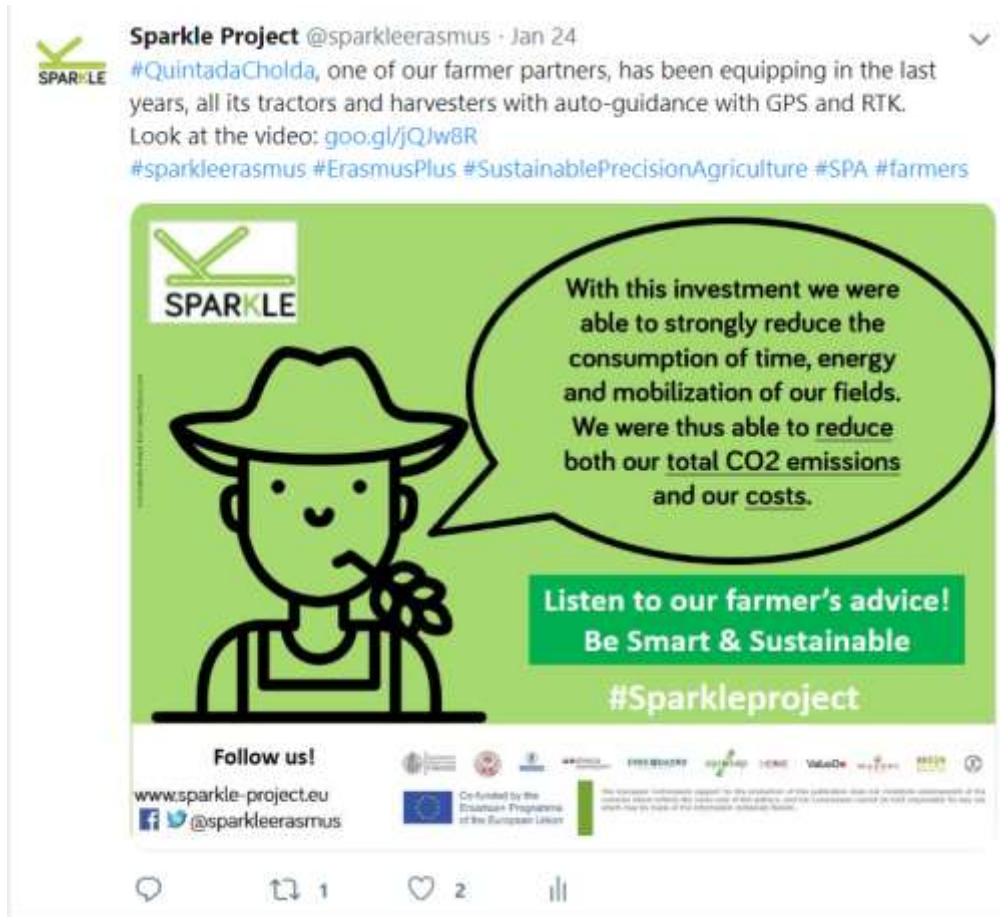 Sparkle Project @sparkleerasmus · Jan 24
SPARKLE
#QuintadaCholda, one of our farmer partners, has been equipping in the last
years, all its tractors and harvesters with auto-guidance with GPS and RTK.
Look at the video: goo.gl/jQJw8R
#sparkleerasmus #ErasmusPlus #SustainablePrecisionAgriculture #SPA #farmers
SPARKLE
With this investment we were
able to strongly reduce the
consumption of time, energy
and mobilization of our fields.
We were thus able to reduce
both our total CO2 emissions
and our costs.
Listen to our farmer's advice!
Be Smart & Sustainable
#Sparkleproject
Follow us!
www.sparkle-project.eu
@sparkleerasmus
ValueDo
Co-funded by the
Erasmus+ Programme
of the European Union
1
2